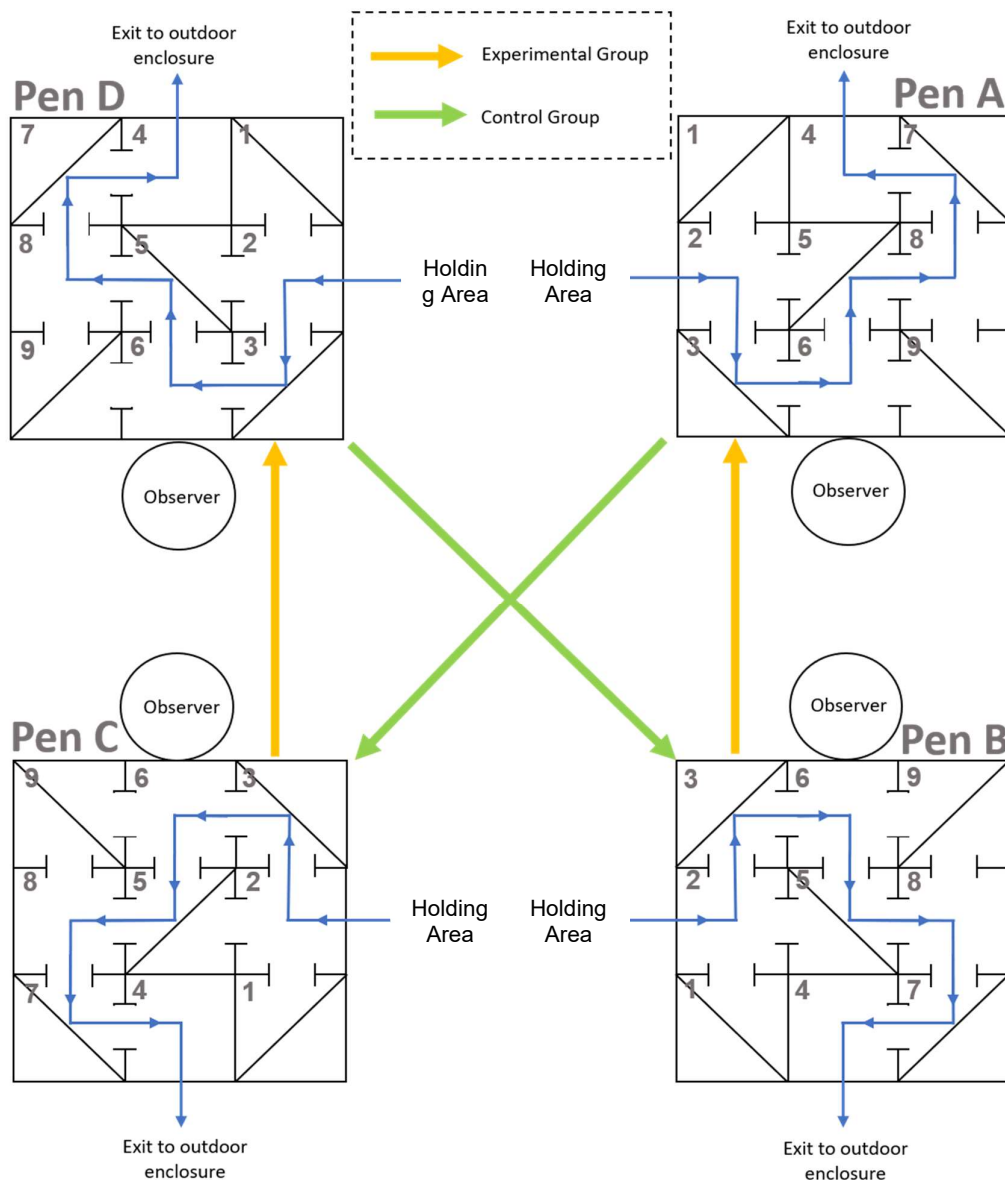 Exit to outdoor
enclosure
Experimental Group
Control Group
Exit to outdoor
enclosure
Pen D
Pen A
7 4 1
1 4 7
8 5 2
2 5 8
Holdin
g Area
Holding
Area
9 6 3
3 6 9
Observer
Observer
Observer
Observer
Pen C
Pen B
9 6 3
3 6 9
8 5 2
2 5 8
Holding
Area
Holding
Area
7 4 1
1 4 7
Exit to outdoor
enclosure
Exit to outdoor
enclosure